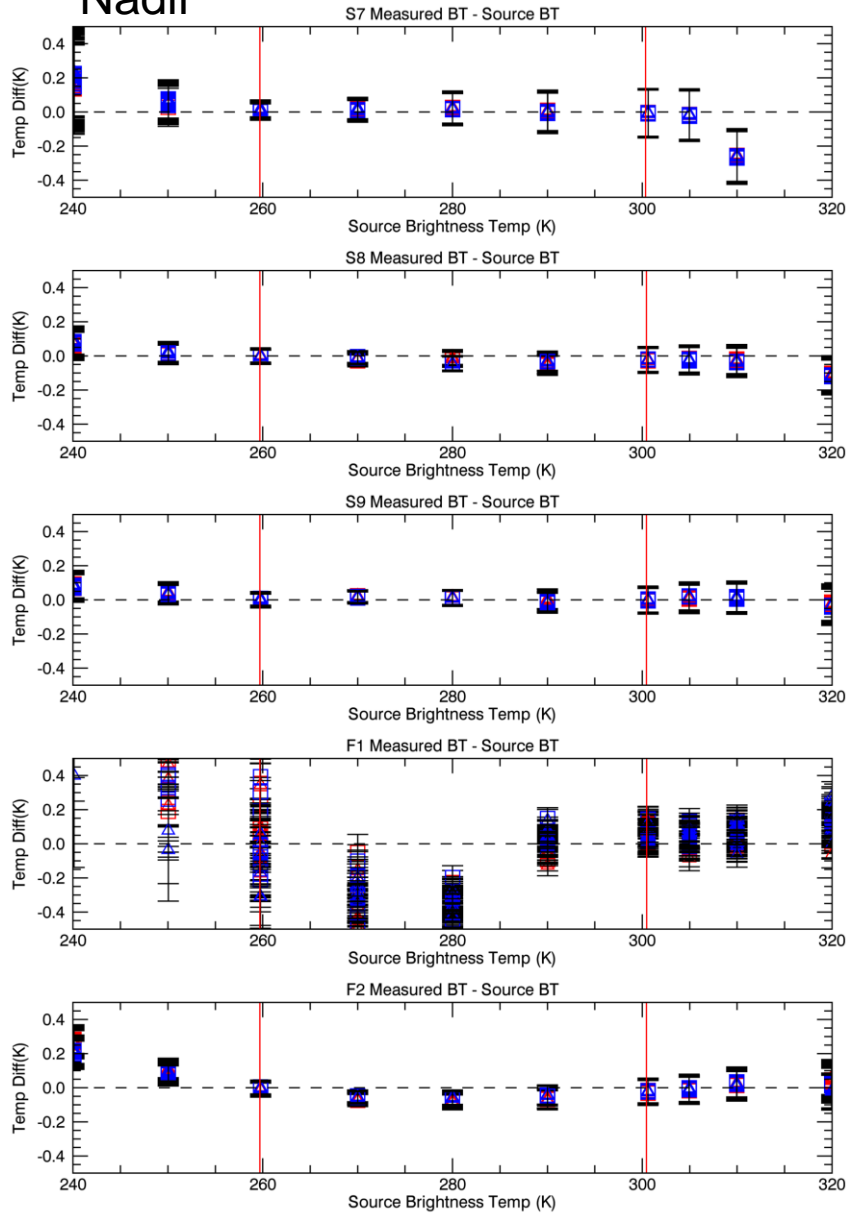 Nadir
S7 Measured BT - Source BT
0.4
0.2
0.0
-0.2
-0.4
Temp Diff(K)
240 260 280 300 320
Source Brightness Temp (K)
S8 Measured BT - Source BT
0.4
0.2
0.0
-0.2
-0.4
Temp Diff(K)
240 260 280 300 320
Source Brightness Temp (K)
S9 Measured BT - Source BT
0.4
0.2
0.0
-0.2
-0.4
Temp Diff(K)
240 260 280 300 320
Source Brightness Temp (K)
F1 Measured BT - Source BT
0.4
0.2
0.0
-0.2
-0.4
Temp Diff(K)
240 260 280 300 320
Source Brightness Temp (K)
F2 Measured BT - Source BT
0.4
0.2
0.0
-0.2
-0.4
Temp Diff(K)
240 260 280 300 320
Source Brightness Temp (K)